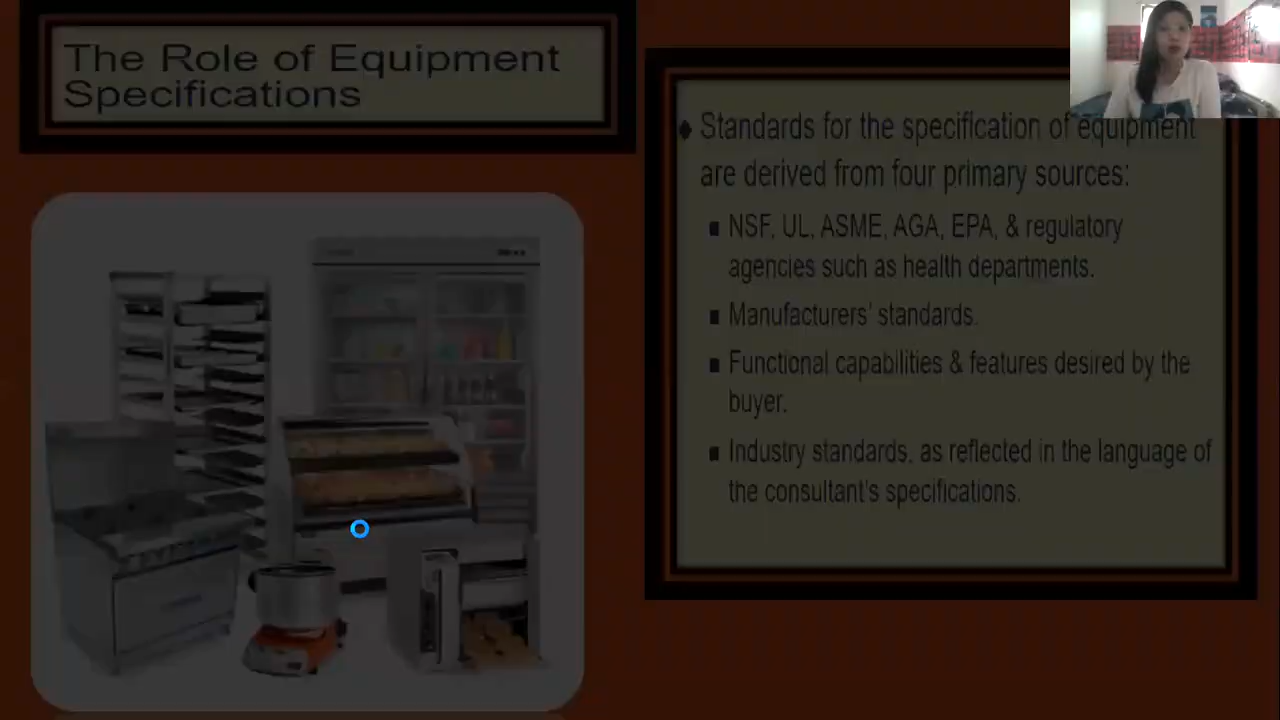 The Role of Equipment
Specifications
Standards for the specification of equipment
are derived from four primary sources:
NSF, UL, ASME, AGA, EPA, & regulatory
agencies such as health departments.
Manufacturers' standards.
Functional capabilities & features desired by the
buyer.
Industry standards, as reflected in the language of
the consultant's specifications.